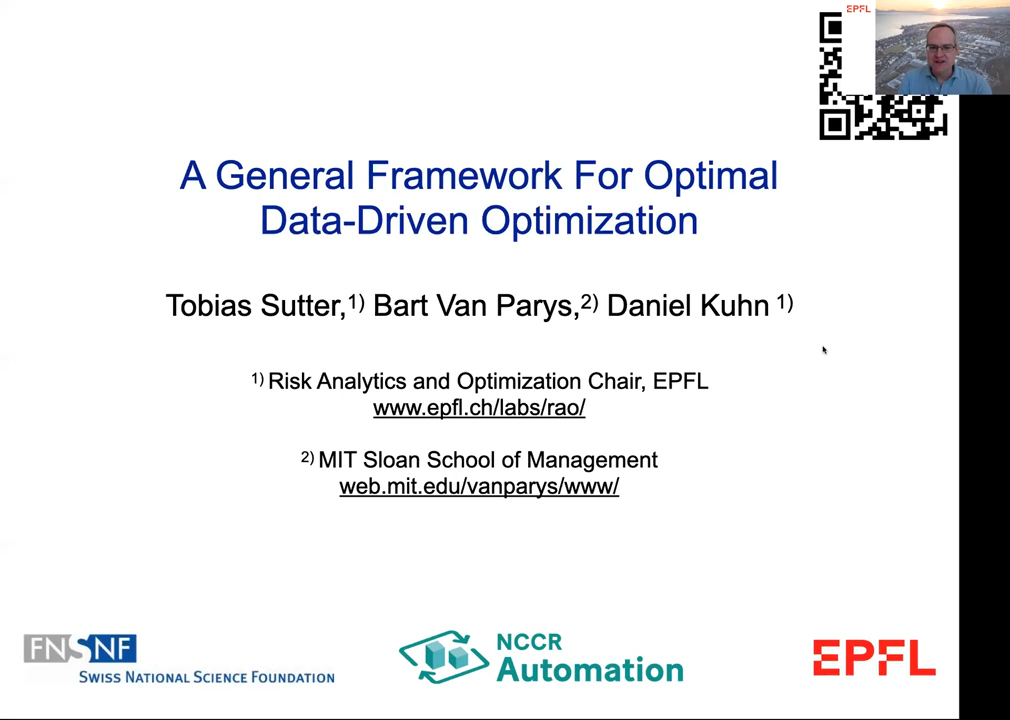 EPFL
A General Framework For Optimal
Data-Driven Optimization
Tobias Sutter,1) Bart Van Parys,2) Daniel Kuhn 1)
1) Risk Analytics and Optimization Chair, EPFL
www.epfl.ch/labs/rao/
2) MIT Sloan School of Management
web.mit.edu/vanparys/www/
FNSNF
SWISS NATIONAL SCIENCE FOUNDATION
NCCR
Automation
EPFL